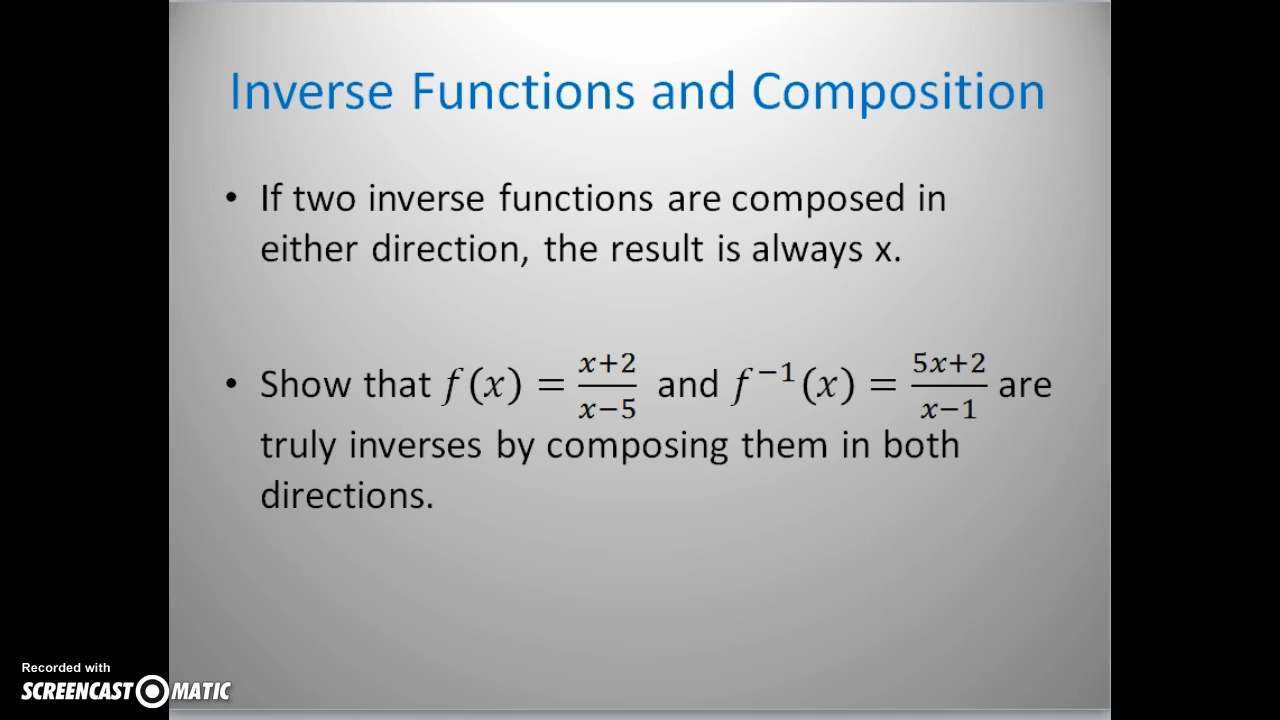 Inverse Functions and Composition
• If two inverse functions are composed in
either direction, the result is always x.
• Show that f(x) = \frac{x+2}{x−5} and f⁻¹(x) = \frac{5x+2}{x−1} are
truly inverses by composing them in both
directions.
Recorded with
SCREENCAST-O-MATIC